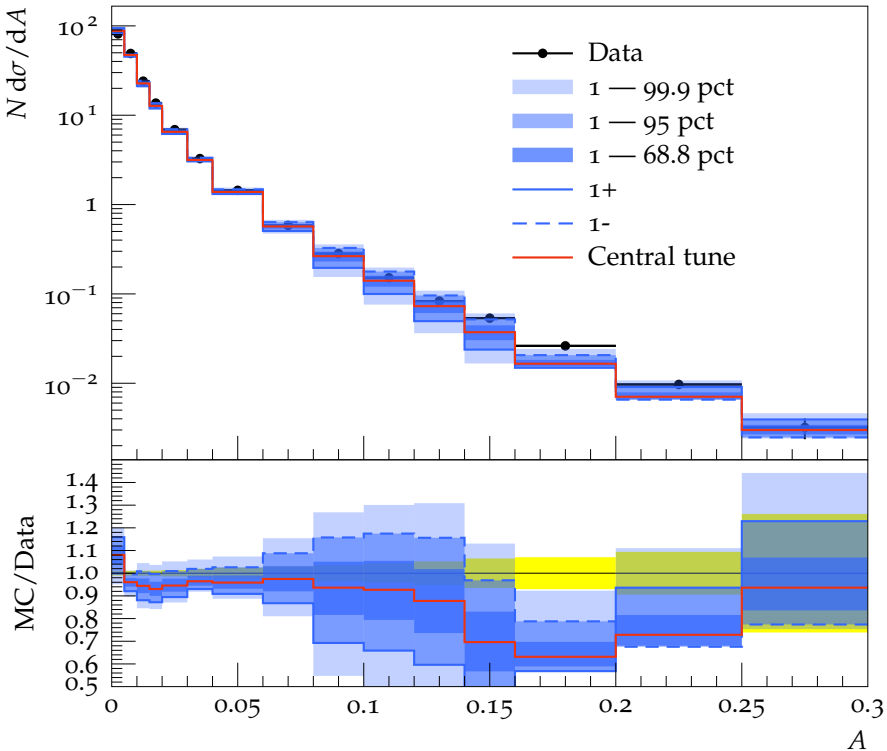 N dσ/dA
10²
10¹
1
10⁻¹
10⁻²
Data
1 — 99.9 pct
1 — 95 pct
1 — 68.8 pct
1+
1-
Central tune
MC/Data
1.4
1.3
1.2
1.1
1.0
0.9
0.8
0.7
0.6
0.5
0 0.05 0.1 0.15 0.2 0.25 0.3
A